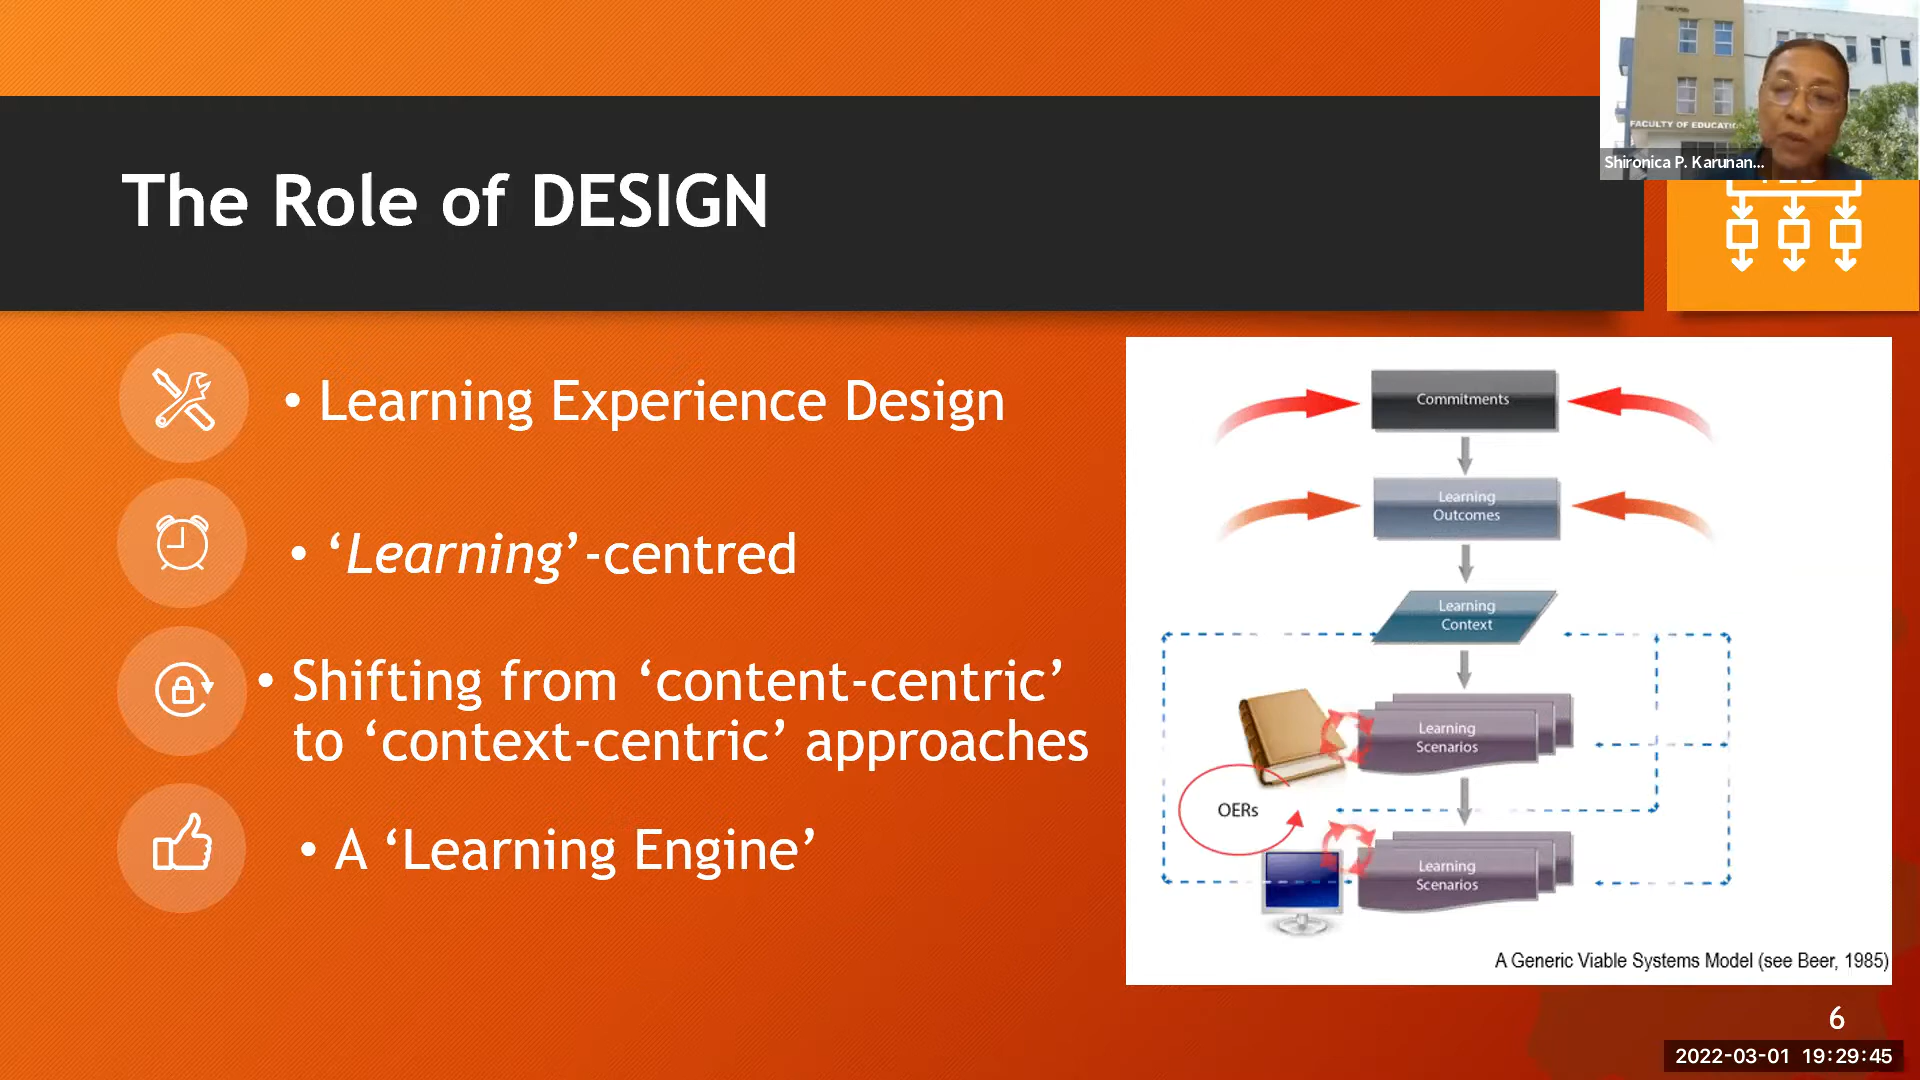 FACULTY OF EDUCATIO
Shironica P. Karunan...
The Role of DESIGN
• Learning Experience Design
• ‘Learning’-centred
• Shifting from ‘content-centric’
to ‘context-centric’ approaches
• A ‘Learning Engine’
Commitments
Learning
Outcomes
Learning
Context
Learning
Scenarios
OERs
Learning
Scenarios
A Generic Viable Systems Model (see Beer, 1985)
6
2022-03-01 19:29:45